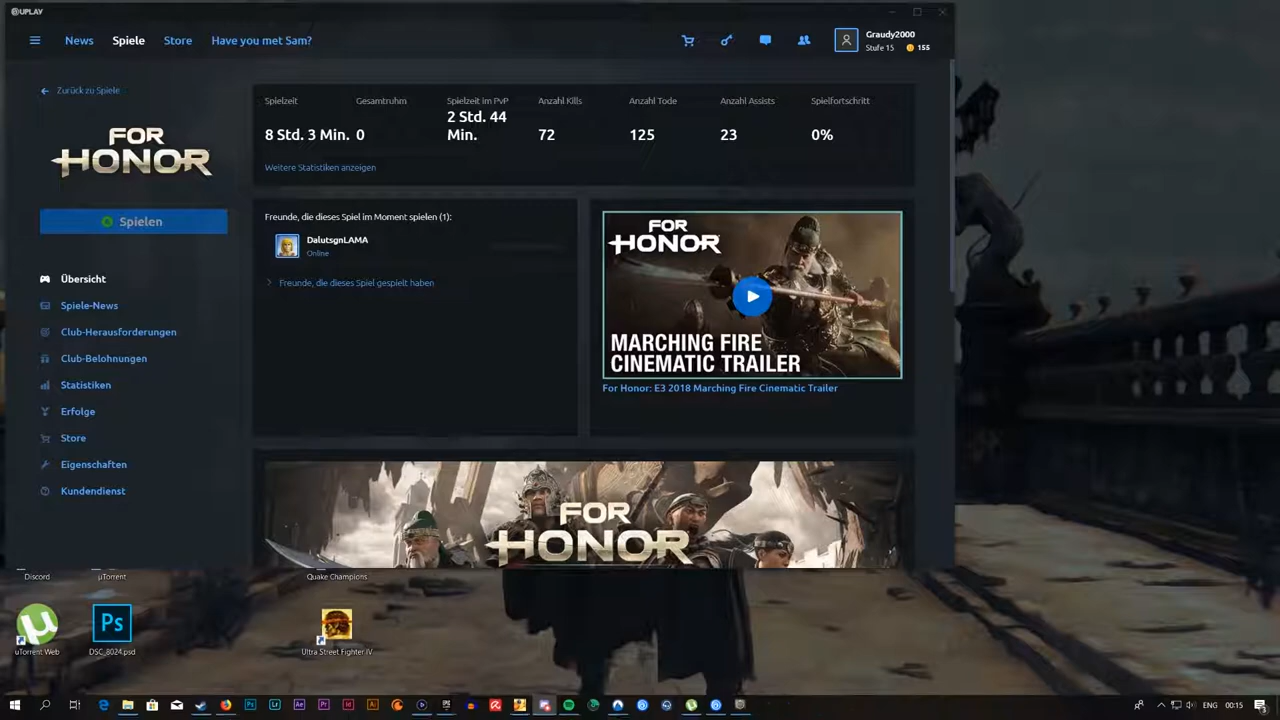 UPLAY
News
Spiele
Store
Have you met Sam?
Graudy2000
Stufe 15
155
Zurück zu Spiele
FOR
HONOR
Spielen
Übersicht
Spiele-News
Club-Herausforderungen
Club-Belohnungen
Statistiken
Erfolge
Store
Eigenschaften
Kundendienst
Spielzeit
8 Std. 3 Min.
Gesamtruhm
0
Spielzeit im PvP
2 Std. 44
Min.
Anzahl Kills
72
Anzahl Tode
125
Anzahl Assists
23
Spielfortschritt
0%
Weitere Statistiken anzeigen
Freunde, die dieses Spiel im Moment spielen (1):
DalutsgnLAMA
Online
Freunde, die dieses Spiel gespielt haben
FOR
HONOR
MARCHING FIRE
CINEMATIC TRAILER
For Honor: E3 2018 Marching Fire Cinematic Trailer
FOR
HONOR
Discord
µTorrent
Quake Champions
Ps
uTorrent Web
DSC_8024.psd
Ultra Street Fighter IV
ENG
00:15